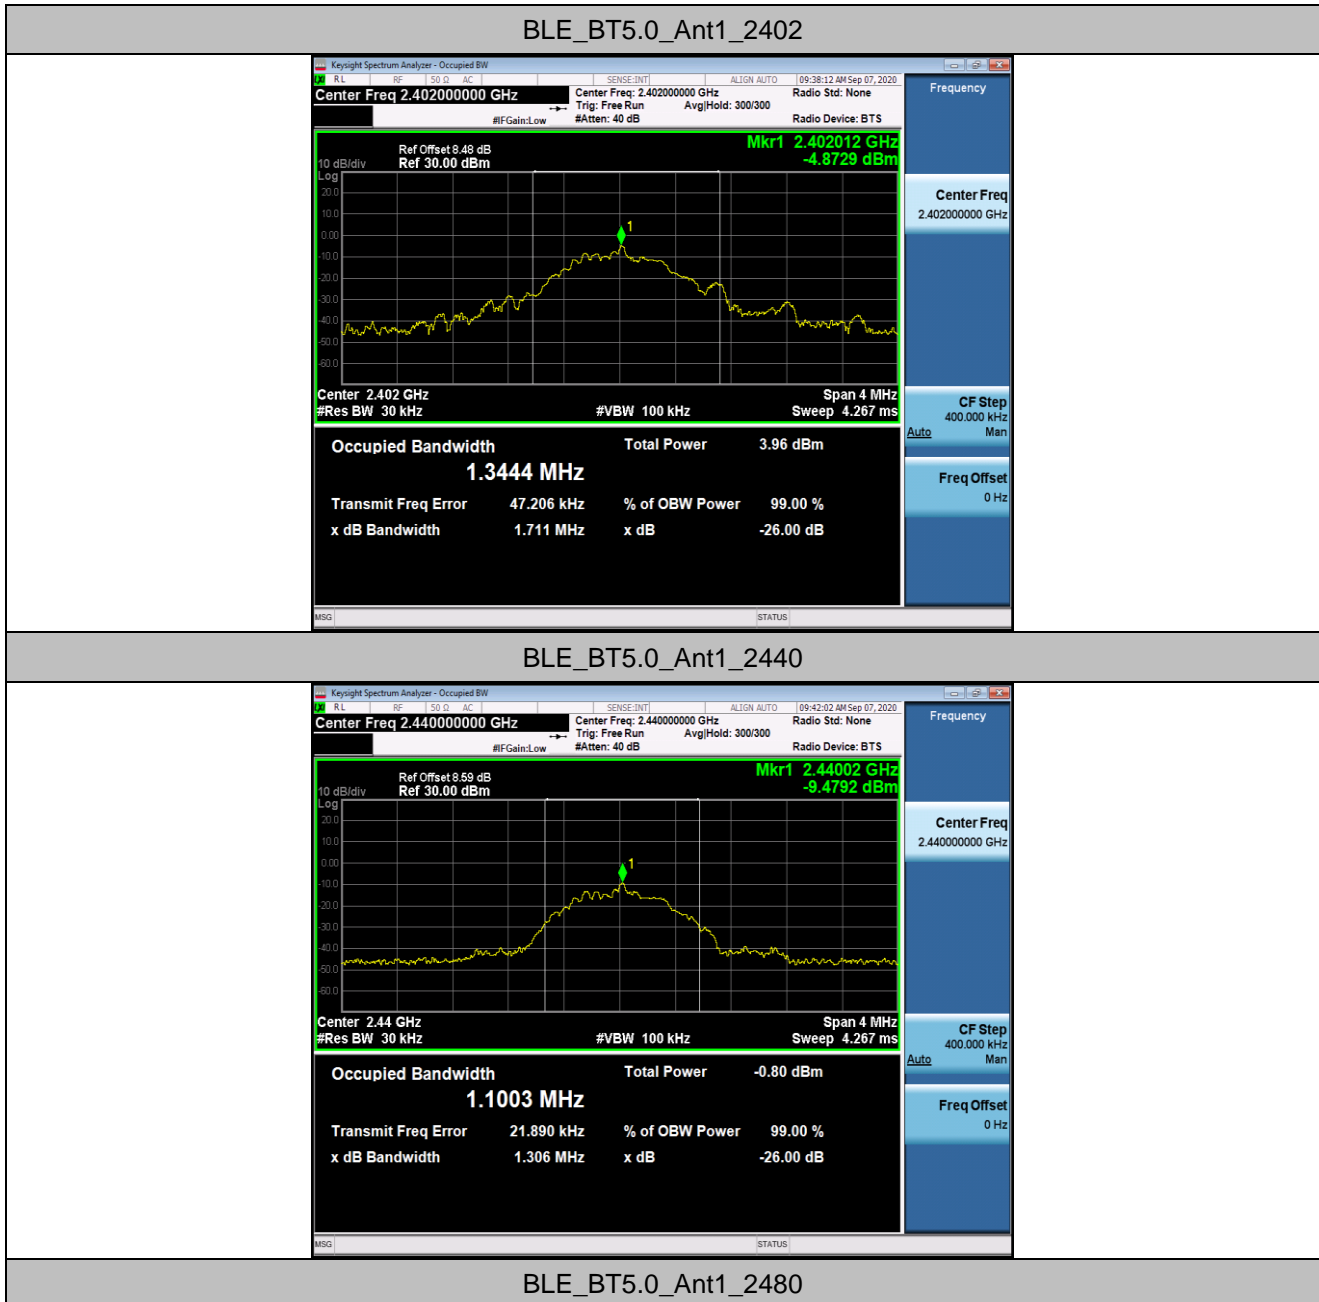 BLE_BT5.0_Ant1_2402
Keysight Spectrum Analyzer - Occupied BW
RL RF 50 Ω AC SENSE:INT ALIGN AUTO 09:38:12 AM Sep 07, 2020
Center Freq 2.402000000 GHz
Center Freq: 2.402000000 GHz
Radio Std: None
Trig: Free Run Avg|Hold: 300/300
#IFGain:Low #Atten: 40 dB Radio Device: BTS
Frequency
Mkr1 2.402012 GHz
-4.8729 dBm
Ref Offset 8.48 dB
10 dB/div Ref 30.00 dBm
Log
20.0
10.0
0.00
-10.0
-20.0
-30.0
-40.0
-50.0
-60.0
1
Center 2.402 GHz Span 4 MHz
#Res BW 30 kHz #VBW 100 kHz Sweep 4.267 ms
Center Freq
2.402000000 GHz
CF Step
400.000 kHz
Auto Man
Freq Offset
0 Hz
Occupied Bandwidth Total Power 3.96 dBm
1.3444 MHz
Transmit Freq Error 47.206 kHz % of OBW Power 99.00 %
x dB Bandwidth 1.711 MHz x dB -26.00 dB
MSG STATUS
BLE_BT5.0_Ant1_2440
Keysight Spectrum Analyzer - Occupied BW
RL RF 50 Ω AC SENSE:INT ALIGN AUTO 09:42:02 AM Sep 07, 2020
Center Freq 2.440000000 GHz
Center Freq: 2.440000000 GHz
Radio Std: None
Trig: Free Run Avg|Hold: 300/300
#IFGain:Low #Atten: 40 dB Radio Device: BTS
Frequency
Mkr1 2.44002 GHz
-9.4792 dBm
Ref Offset 8.59 dB
10 dB/div Ref 30.00 dBm
Log
20.0
10.0
0.00
-10.0
-20.0
-30.0
-40.0
-50.0
-60.0
1
Center 2.44 GHz Span 4 MHz
#Res BW 30 kHz #VBW 100 kHz Sweep 4.267 ms
Center Freq
2.440000000 GHz
CF Step
400.000 kHz
Auto Man
Freq Offset
0 Hz
Occupied Bandwidth Total Power -0.80 dBm
1.1003 MHz
Transmit Freq Error 21.890 kHz % of OBW Power 99.00 %
x dB Bandwidth 1.306 MHz x dB -26.00 dB
MSG STATUS
BLE_BT5.0_Ant1_2480